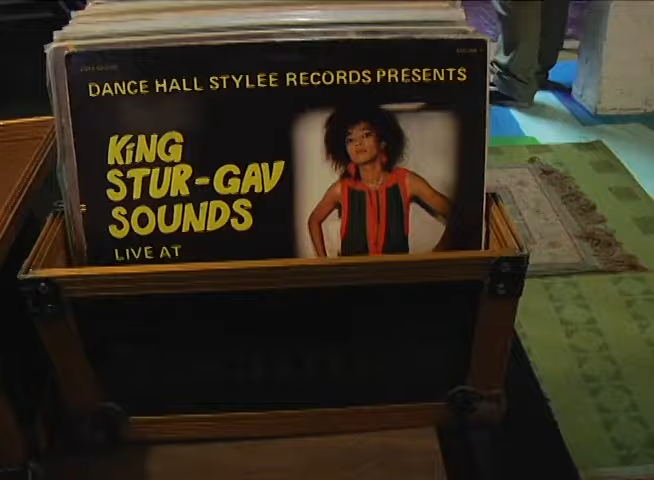 DANCE HALL STYLEE RECORDS PRESENTS
KiNG
STUR-GAV
SOUNDS
LIVE AT